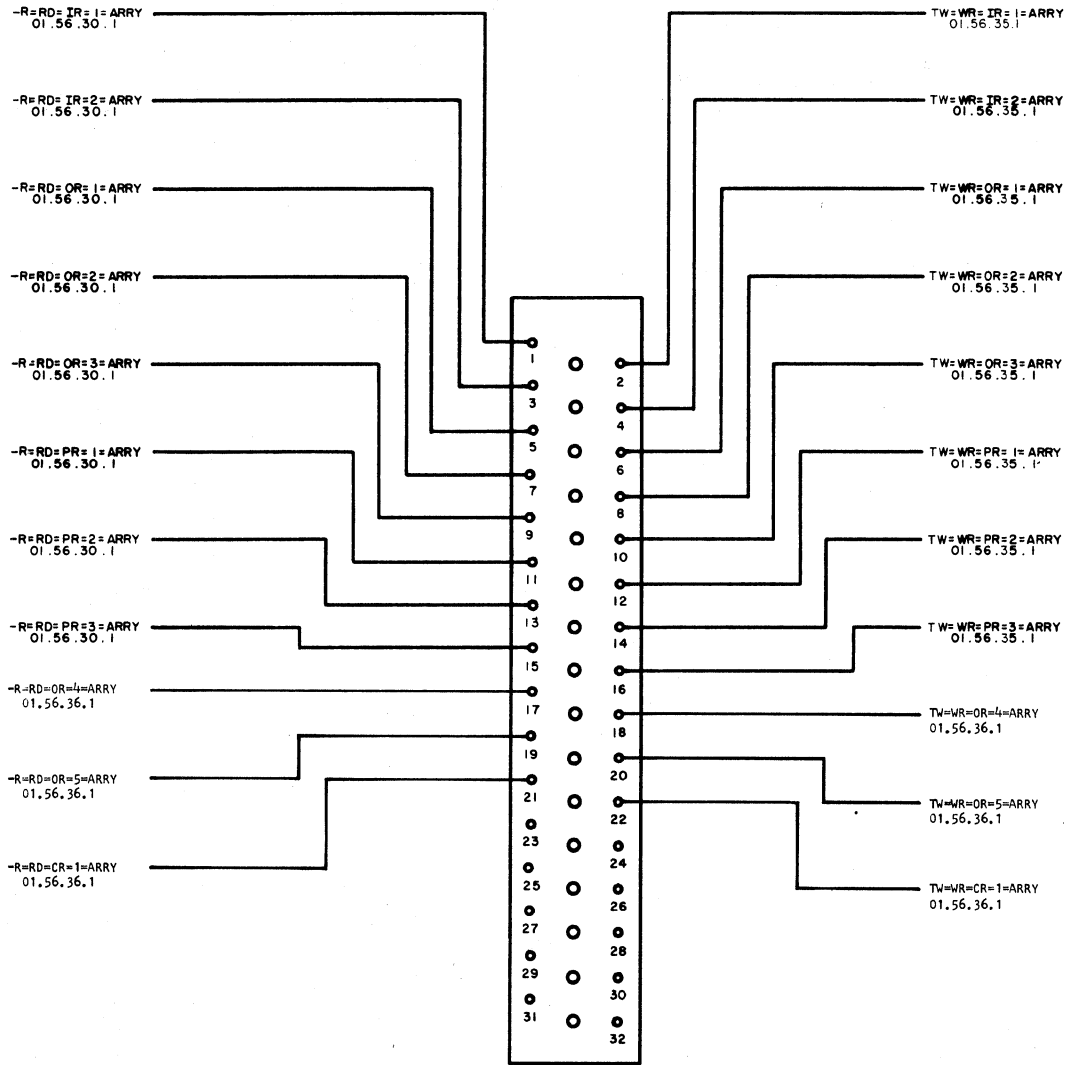 -R=RD=IR=1=ARRY
01.56.30.1
-R=RD=IR=2=ARRY
01.56.30.1
-R=RD=OR=1=ARRY
01.56.30.1
-R=RD=OR=2=ARRY
01.56.30.1
-R=RD=OR=3=ARRY
01.56.30.1
-R=RD=PR=1=ARRY
01.56.30.1
-R=RD=PR=2=ARRY
01.56.30.1
-R=RD=PR=3=ARRY
01.56.30.1
-R=RD=OR=4=ARRY
01.56.36.1
-R=RD=OR=5=ARRY
01.56.36.1
-R=RD=CR=1=ARRY
01.56.36.1
1
2
3
4
5
6
7
8
9
10
11
12
13
14
15
16
17
18
19
20
21
22
23
24
25
26
27
28
29
30
31
32
TW=WR=IR=1=ARRY
01.56.35.1
TW=WR=IR=2=ARRY
01.56.35.1
TW=WR=OR=1=ARRY
01.56.35.1
TW=WR=OR=2=ARRY
01.56.35.1
TW=WR=OR=3=ARRY
01.56.35.1
TW=WR=PR=1=ARRY
01.56.35.1
TW=WR=PR=2=ARRY
01.56.35.1
TW=WR=PR=3=ARRY
01.56.35.1
TW=WR=OR=4=ARRY
01.56.36.1
TW=WR=OR=5=ARRY
01.56.36.1
TW=WR=CR=1=ARRY
01.56.36.1